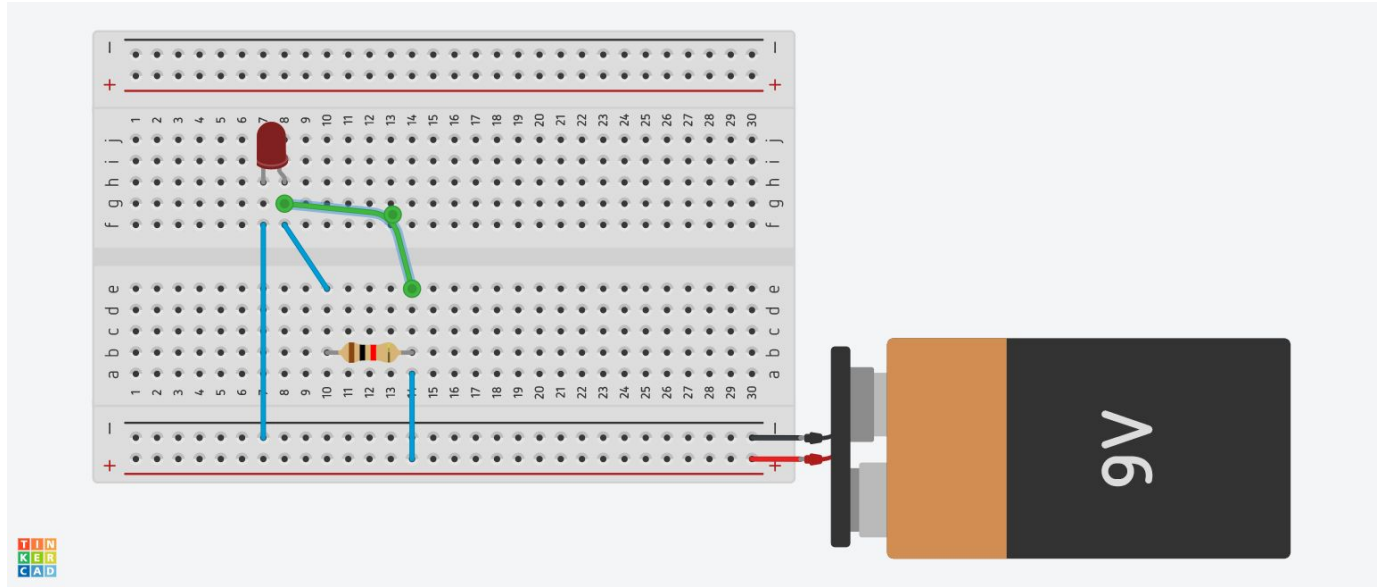 − −
+ +
1 2 3 4 5 6 7 8 9 10 11 12 13 14 15 16 17 18 19 20 21 22 23 24 25 26 27 28 29 30
j j
i i
h h
g g
f f
e e
d d
c c
b b
a a
1 2 3 4 5 6 7 8 9 10 11 12 13 14 15 16 17 18 19 20 21 22 23 24 25 26 27 28 29 30
− −
+ +
9V
TIN
KER
CAD